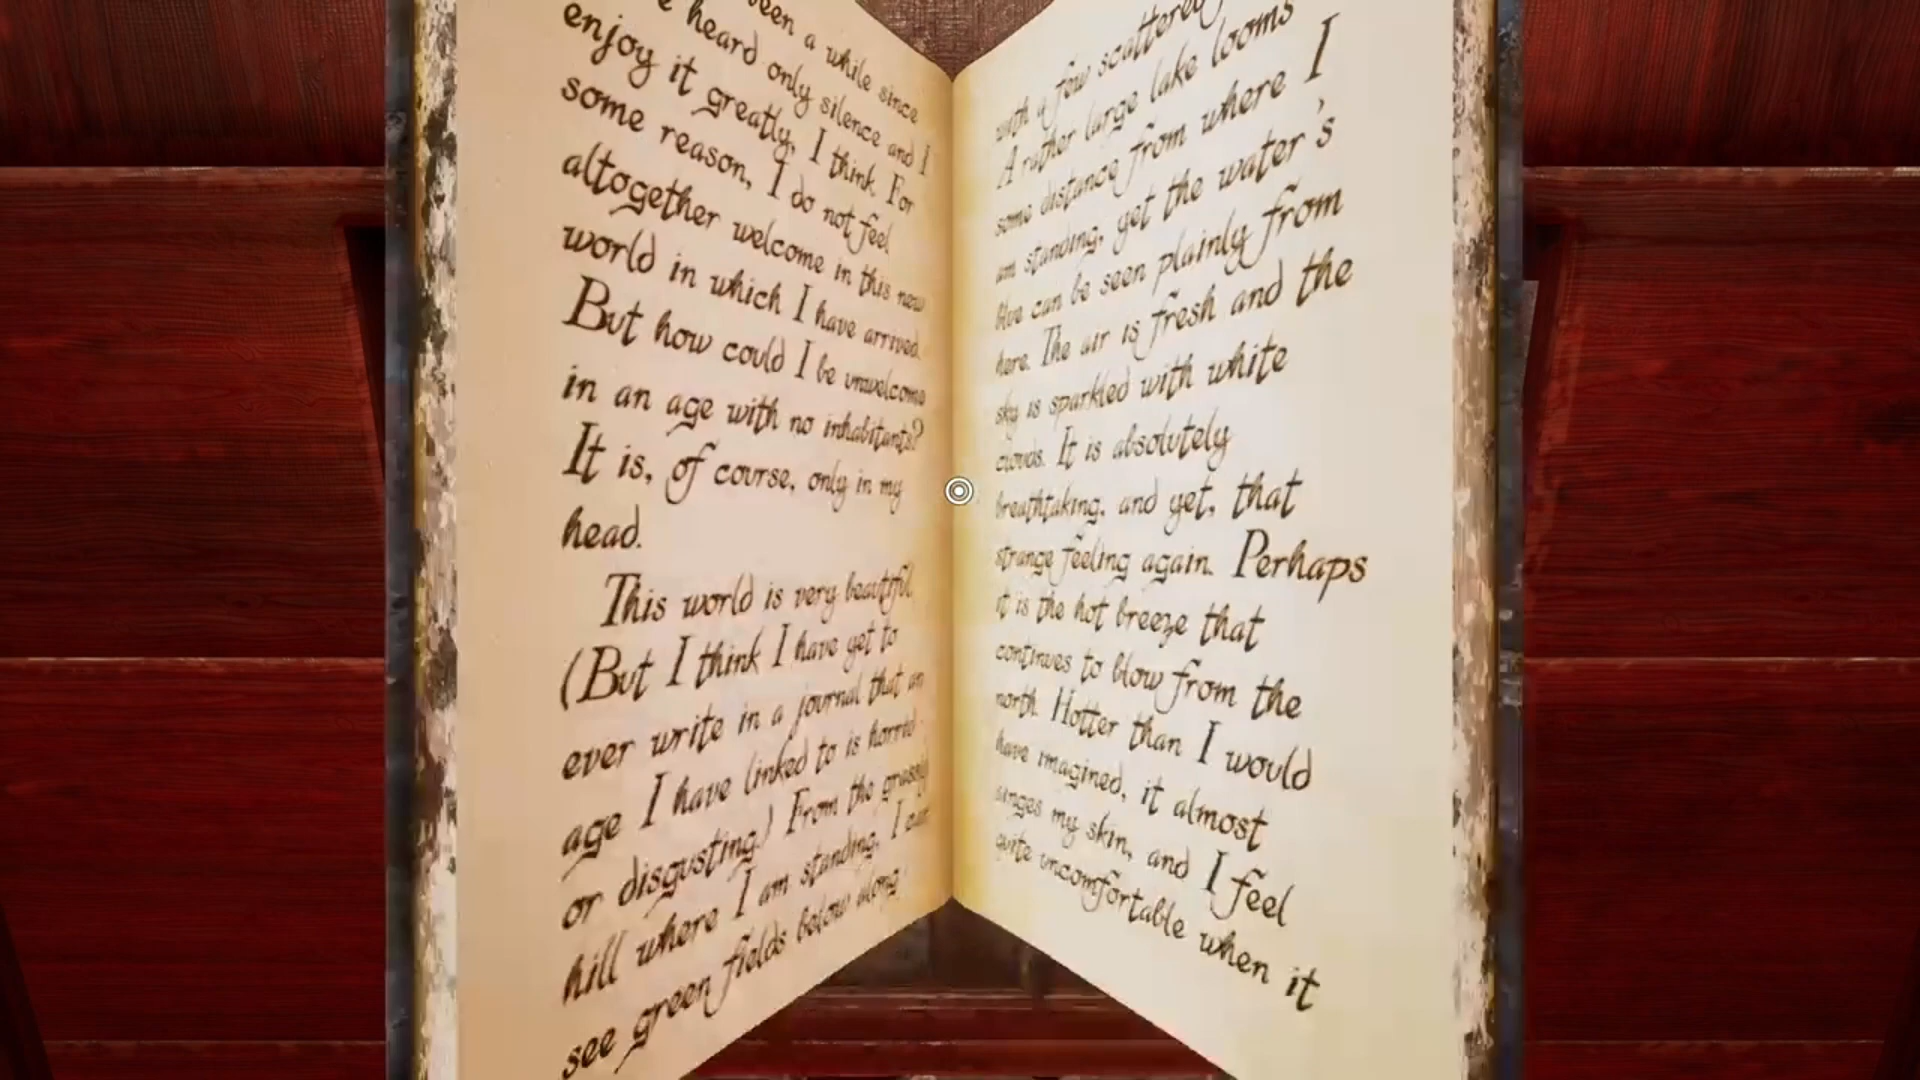 been a while since
heard only silence and I
enjoy it greatly, I think. For
some reason, I do not feel
altogether welcome in this new
world in which I have arrived.
But how could I be unwelcome
in an age with no inhabitants?
It is, of course, only in my
head.
This world is very beautiful
(But I think I have yet to
ever write in a journal that an
age I have linked to is horrid
or disgusting.) From the grassy
hill where I am standing, I can
see green fields below along
with a few scattered
A rather large lake looms
some distance from where I
am standing, yet the water's
blue can be seen plainly from
here. The air is fresh and the
sky is sparkled with white
clouds. It is absolutely
breathtaking, and yet, that
strange feeling again. Perhaps
it is the hot breeze that
continues to blow from the
north. Hotter than I would
have imagined, it almost
singes my skin, and I feel
quite uncomfortable when it